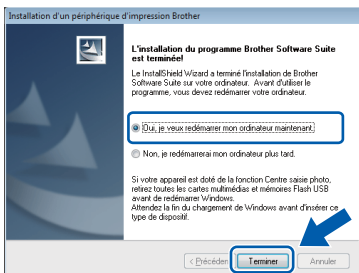 Installation d'un périphérique d'impression Brother
L'installation du programme Brother Software Suite
est terminée!
Le InstallShield Wizard a terminé l'installation de Brother
Software Suite sur votre ordinateur. Avant d'utiliser le
programme, vous devez redémarrer votre ordinateur.
Oui, je veux redémarrer mon ordinateur maintenant.
Non, je redémarrerai mon ordinateur plus tard.
Si votre appareil est doté de la fonction Centre saisie photo,
retirez toutes les cartes multimédias et mémoires Flash USB
avant de redémarrer Windows.
Attendez la fin du chargement de Windows avant d'insérer ce
type de dispositif.
< Précéden
Terminer
Annuler